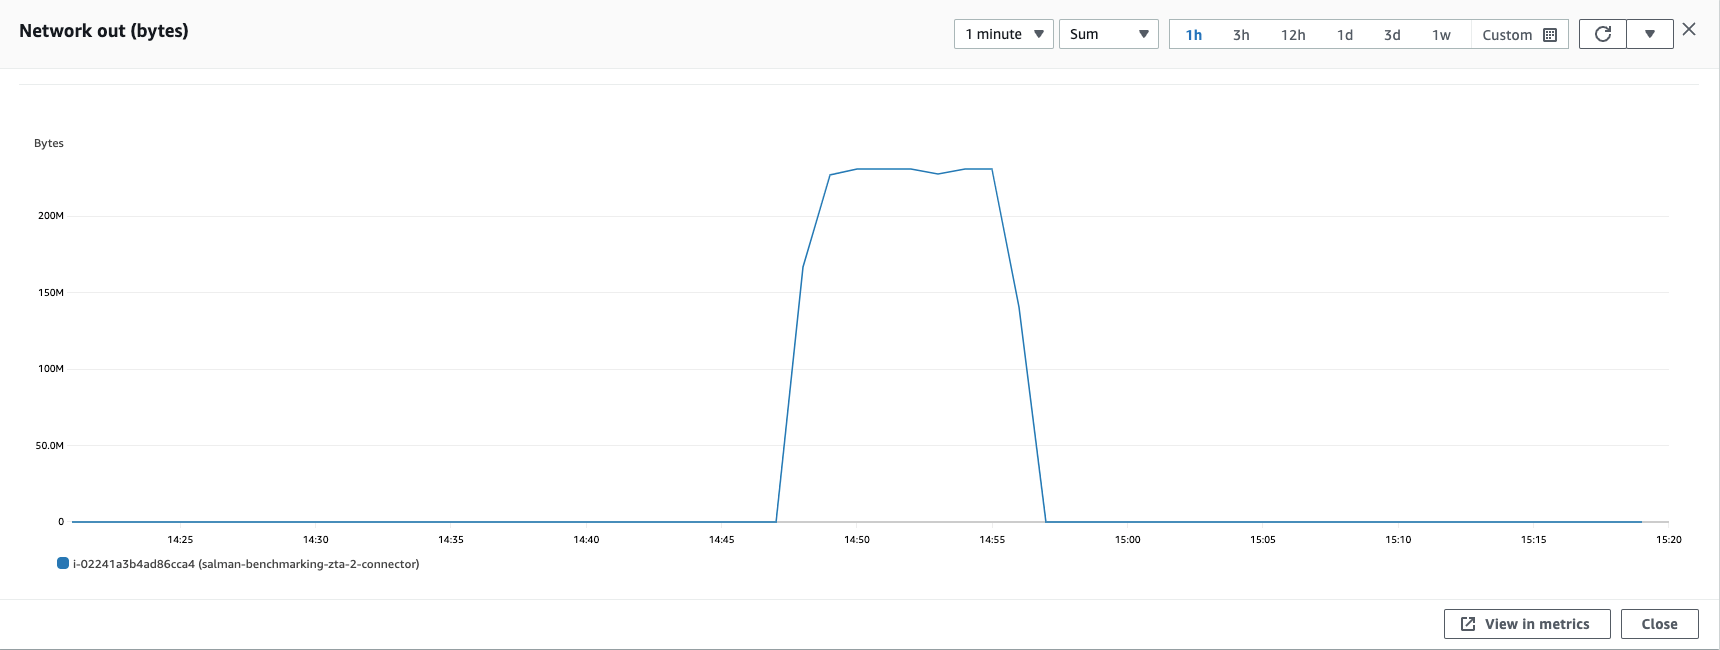 Network out (bytes)
1 minute
Sum
1h 3h 12h 1d 3d 1w Custom
Bytes
200M
150M
100M
50.0M
0
14:25 14:30 14:35 14:40 14:45 14:50 14:55 15:00 15:05 15:10 15:15 15:20
i-02241a3b4ad86cca4 (salman-benchmarking-zta-2-connector)
View in metrics
Close